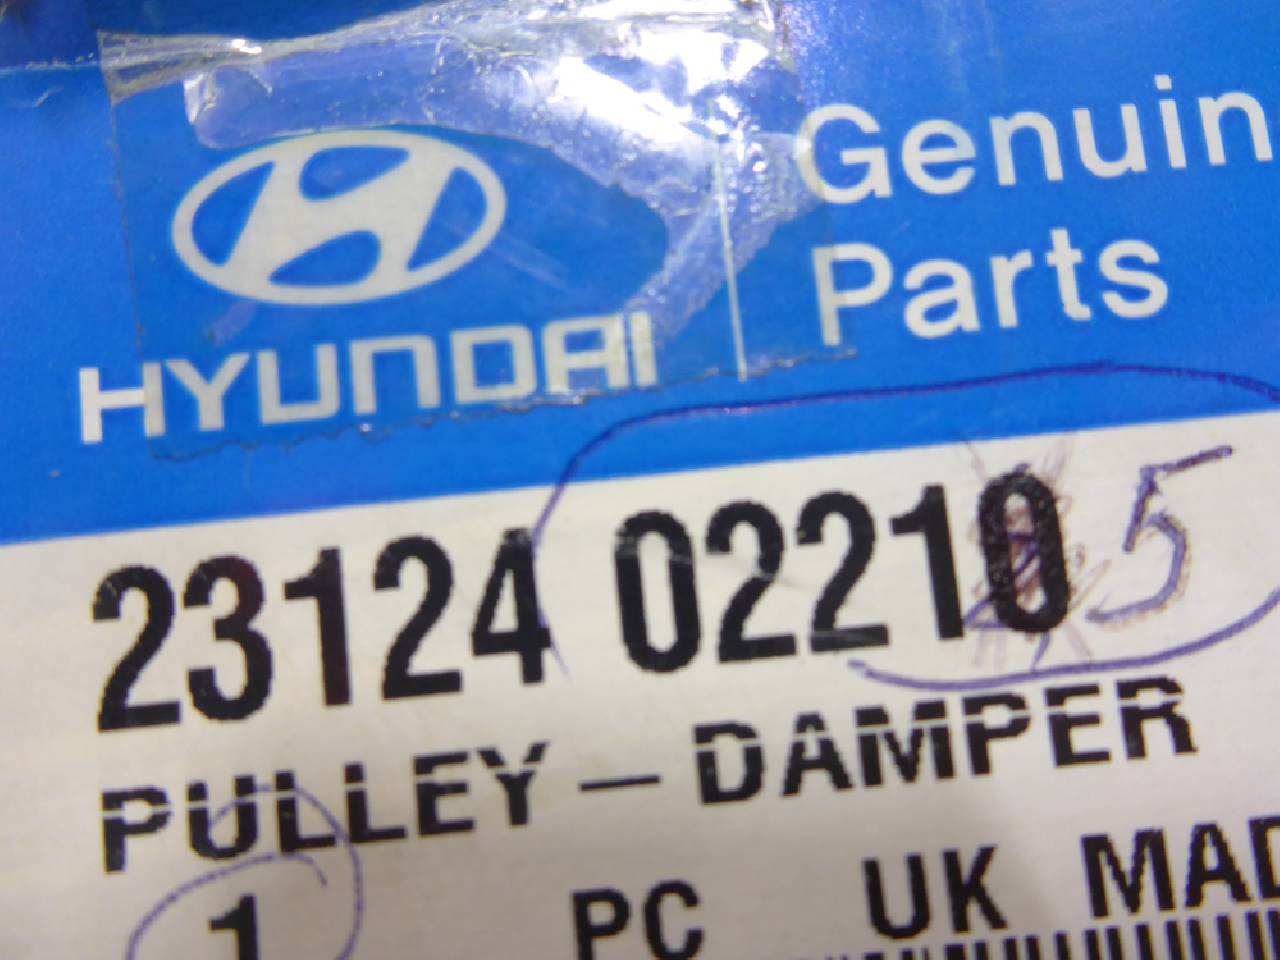 Genuin
Parts
HYUNDAI
23124 02210 5
PULLEY - DAMPER
1 PC UK MAD